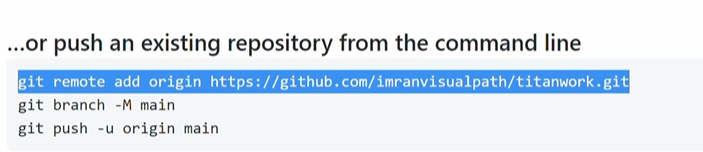 ...or push an existing repository from the command line
git remote add origin https://github.com/imranvisualpath/titanwork.git
git branch -M main
git push -u origin main